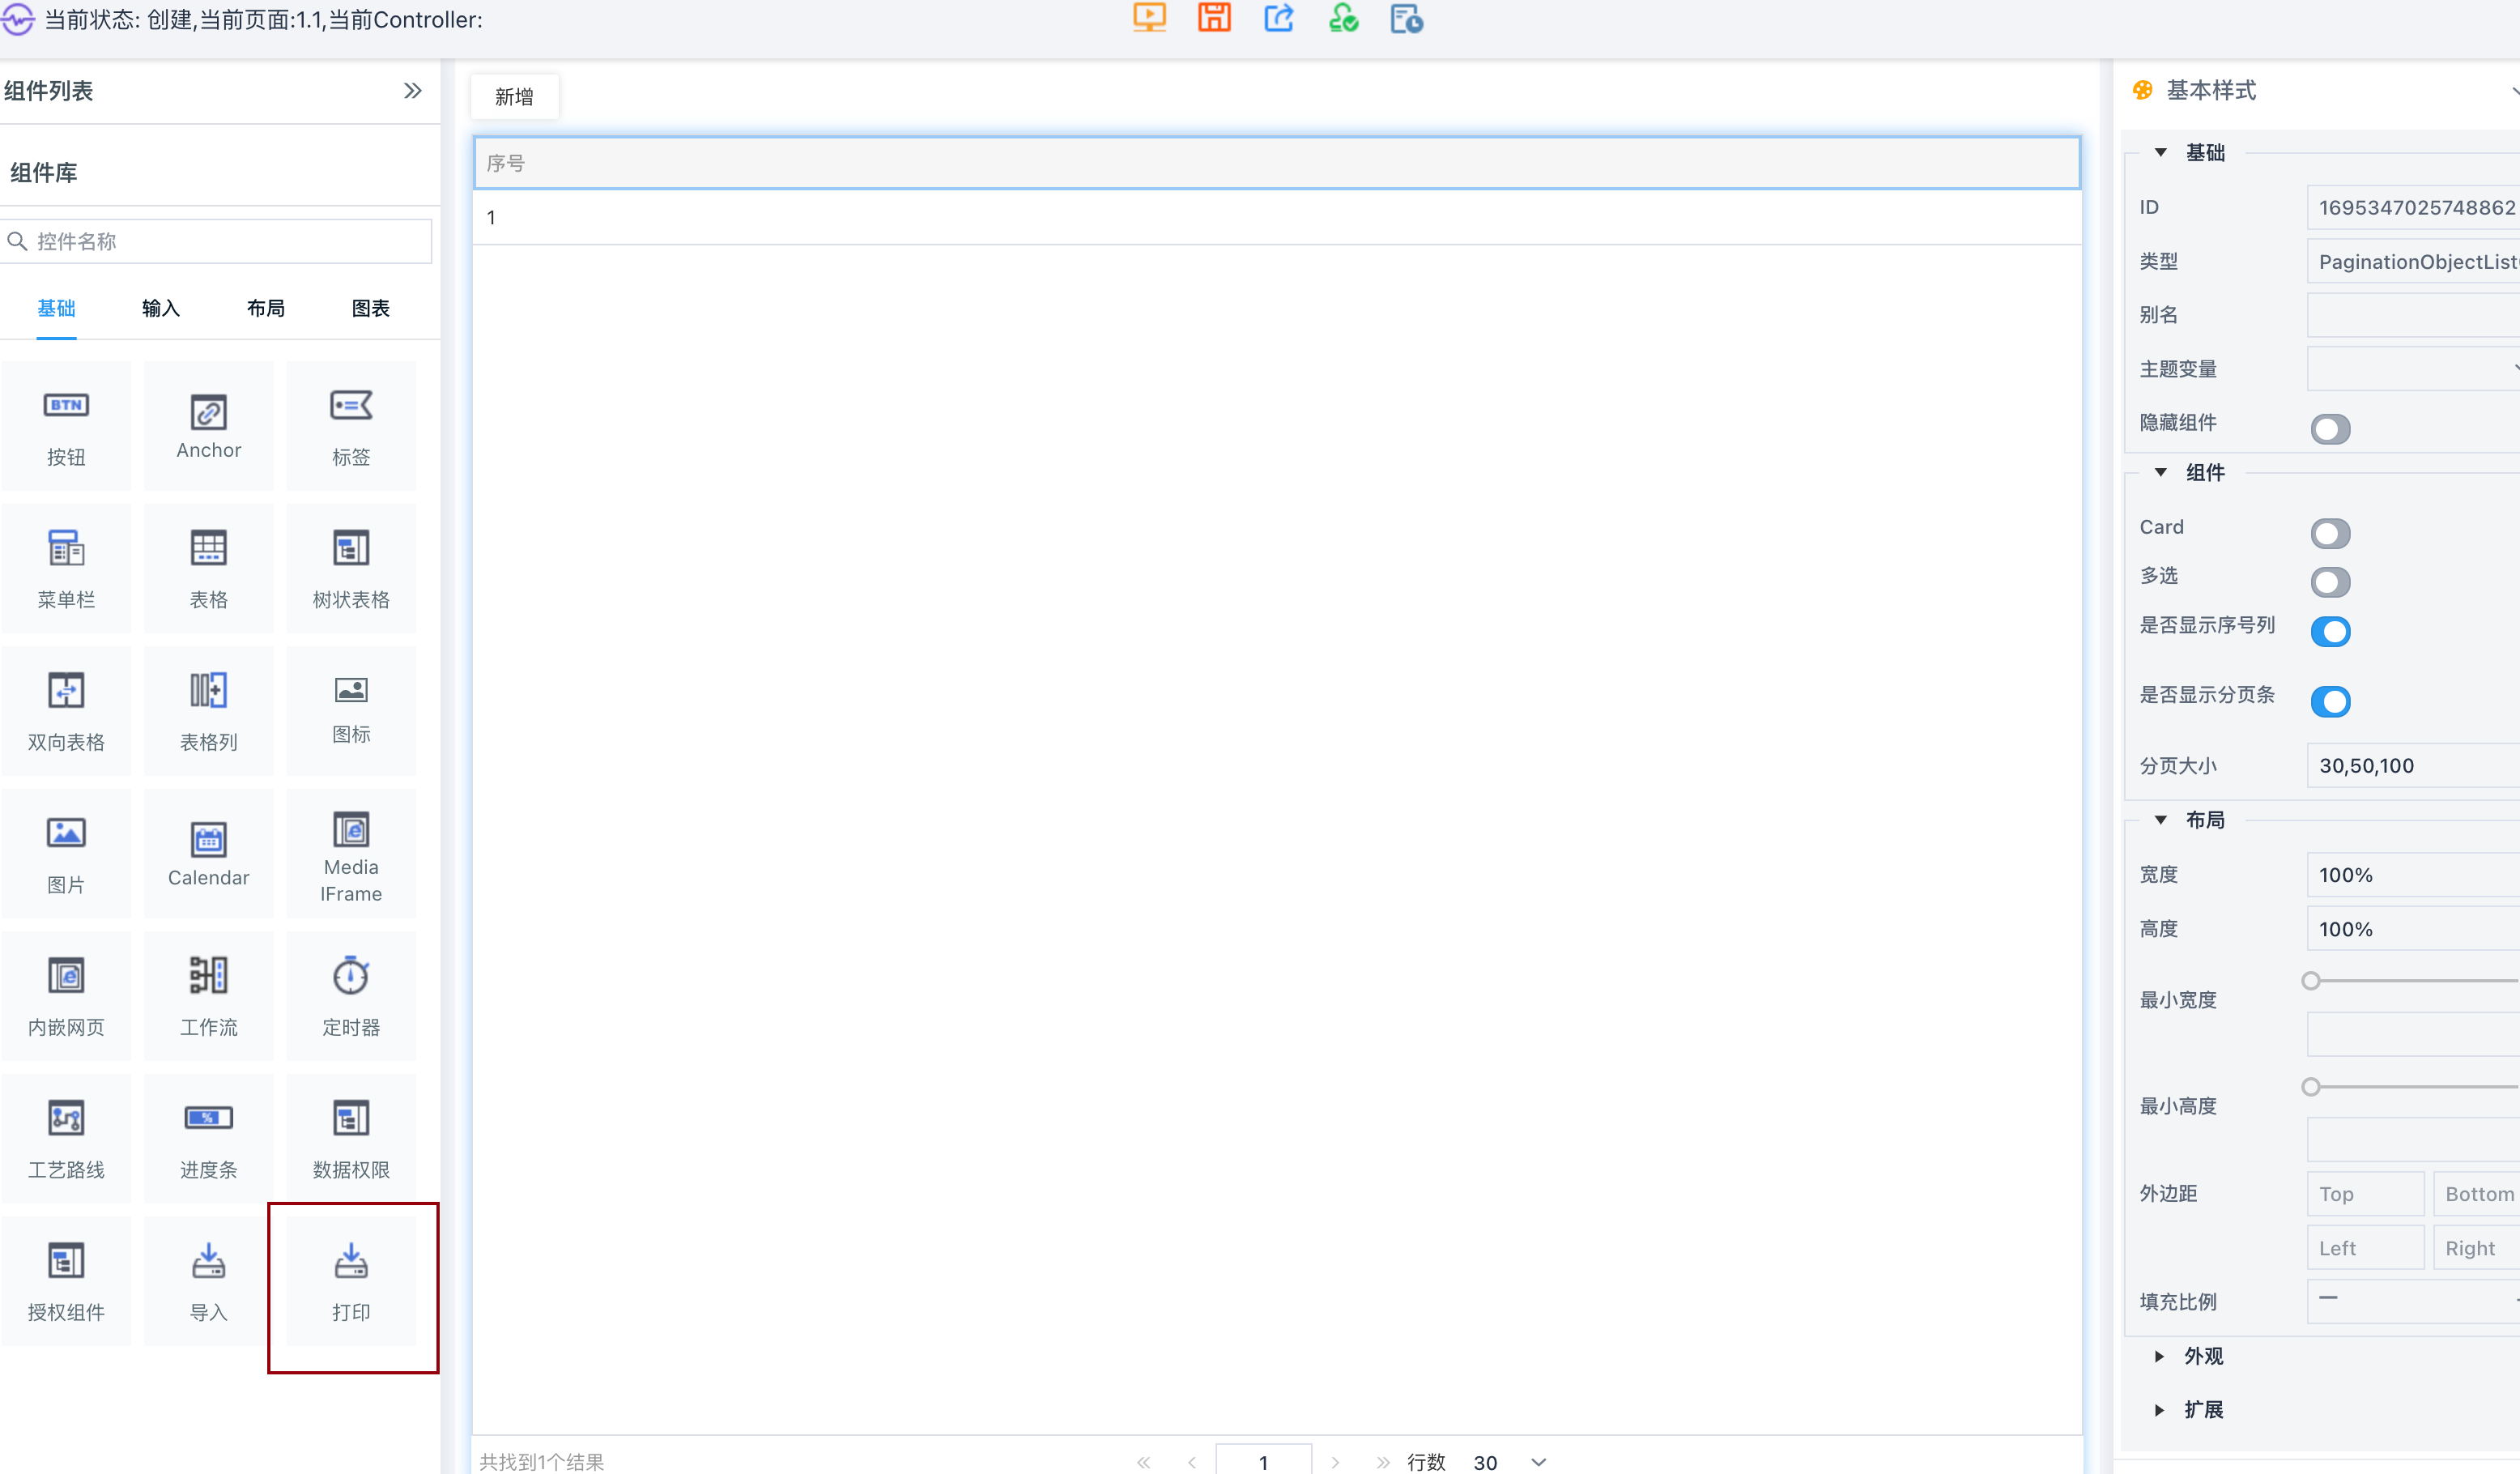 当前状态: 创建,当前页面:1.1,当前Controller:
组件列表
组件库
控件名称
基础 输入 布局 图表
BTN
按钮 Anchor 标签
菜单栏 表格 树状表格
双向表格 表格列 图标
图片 Calendar Media IFrame
内嵌网页 工作流 定时器
%
工艺路线 进度条 数据权限
授权组件 导入 打印
新增
序号
1
共找到1个结果 1 行数 30
基本样式
基础
ID 1695347025748862
类型 PaginationObjectList
别名
主题变量
隐藏组件
组件
Card
多选
是否显示序号列
是否显示分页条
分页大小 30,50,100
布局
宽度 100%
高度 100%
最小宽度
最小高度
外边距 Top Bottom
Left Right
填充比例
外观
扩展